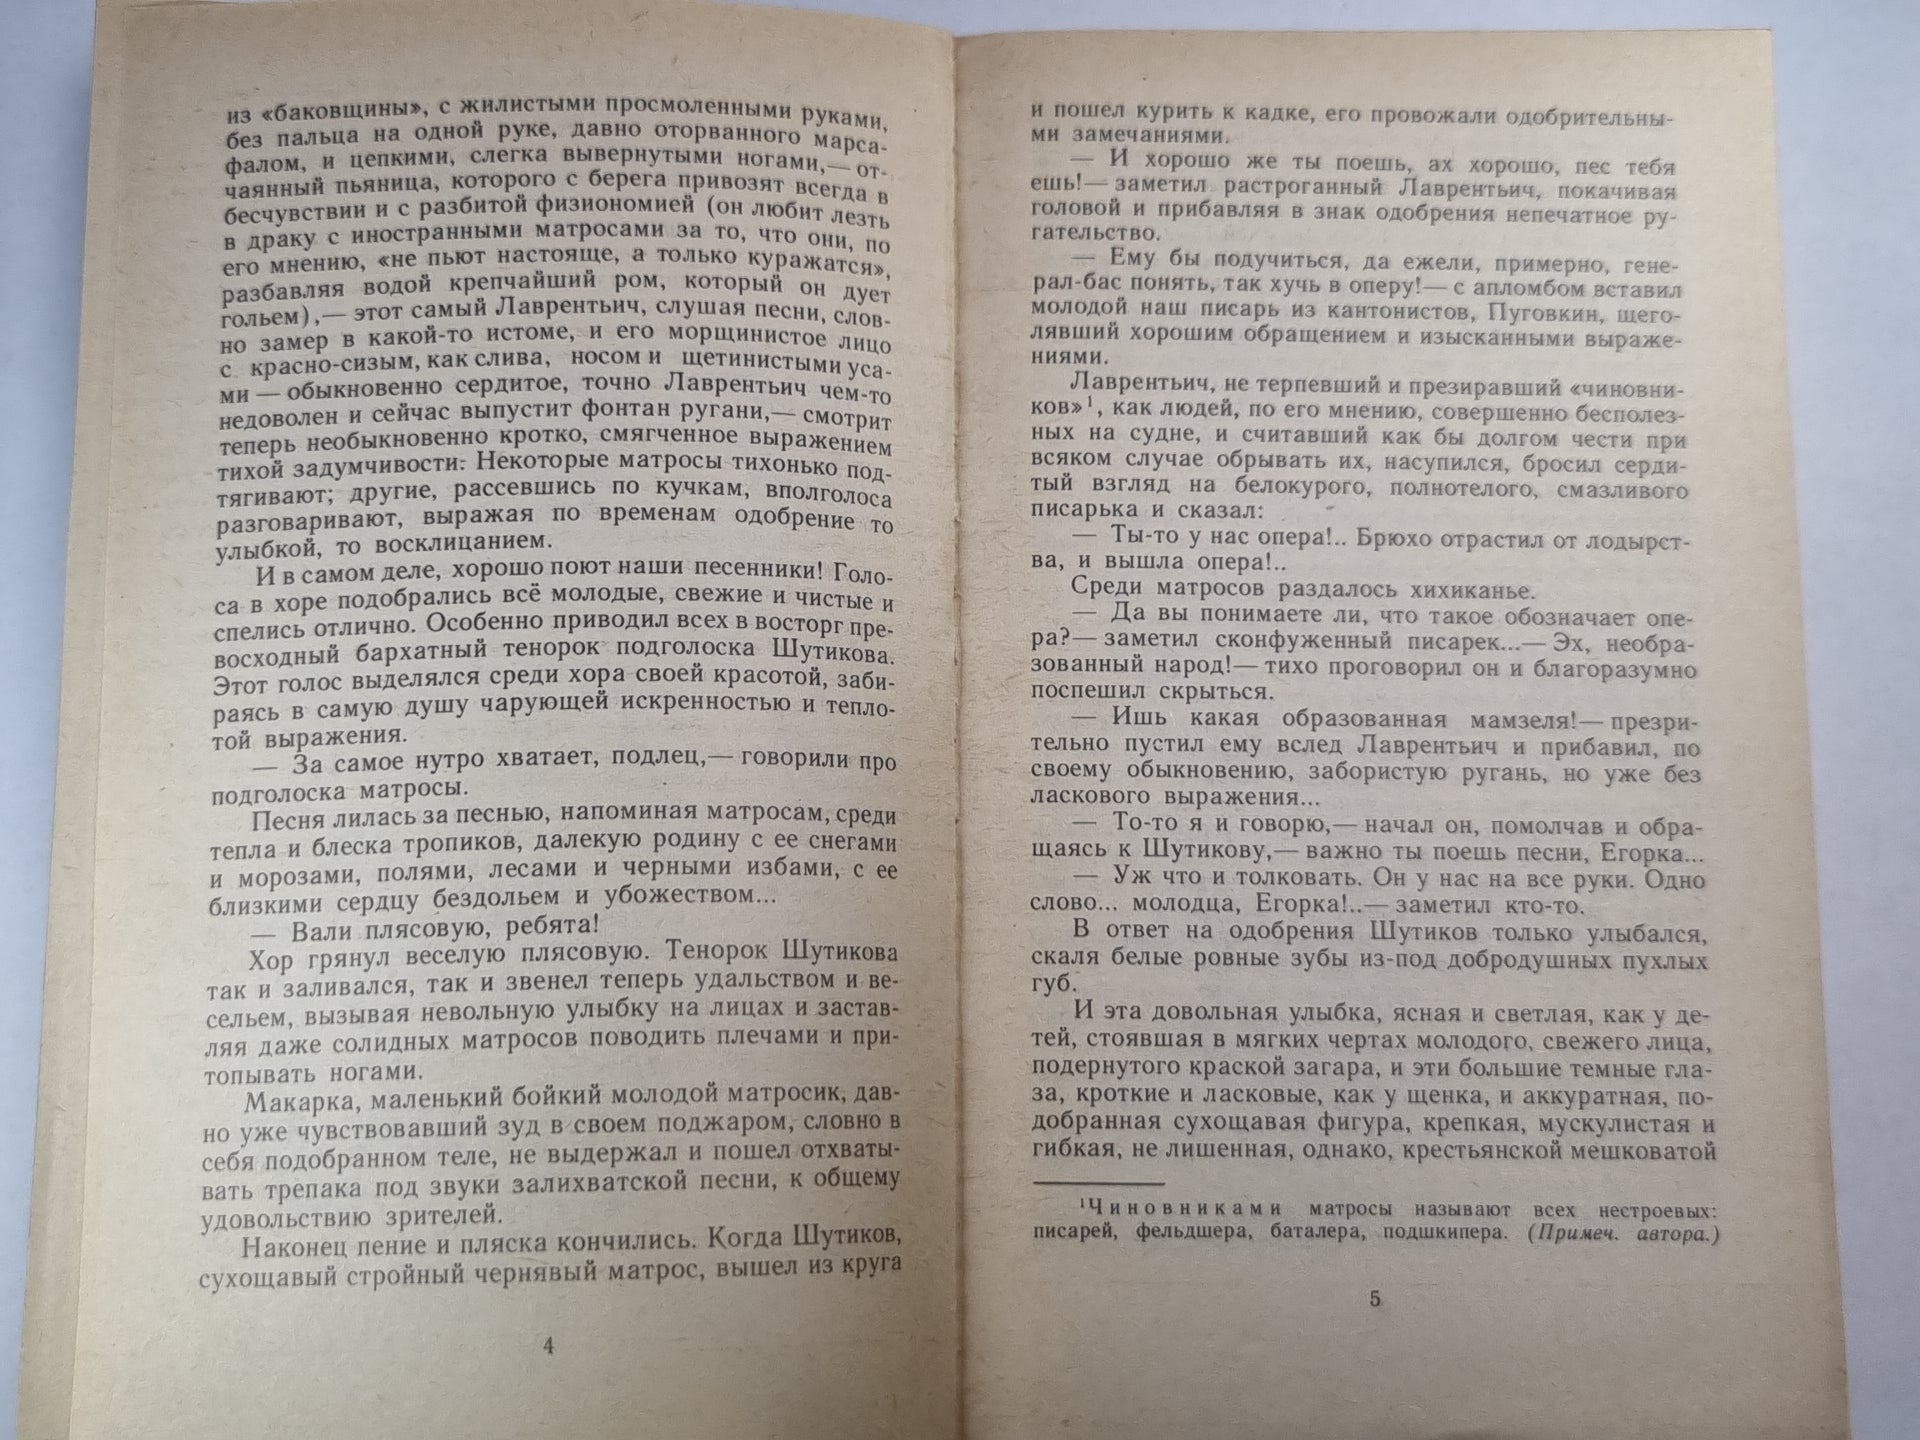 из «баковщины», с жилистыми просмоленными руками,
без пальца на одной руке, давно оторванного марса-
фалом, и цепкими, слегка вывернутыми ногами,— от-
чаянный пьяница, которого с берега привозят всегда в
бесчувствии и с разбитой физиономией (он любит лезть
в драку с иностранными матросами за то, что они, по
его мнению, «не пьют настояще, а только куражатся»,
разбавляя водой крепчайший ром, который он дует
гольем),— этот самый Лаврентьич, слушая песни, слов-
но замер в какой-то истоме, и его морщинистое лицо
с красно-сизым, как слива, носом и щетинистыми уса-
ми — обыкновенно сердитое, точно Лаврентьич чем-то
недоволен и сейчас выпустит фонтан ругани,— смотрит
теперь необыкновенно кротко, смягченное выражением
тихой задумчивости. Некоторые матросы тихонько под-
тягивают; другие, рассевшись по кучкам, вполголоса
разговаривают, выражая по временам одобрение то
улыбкой, то восклицанием.
И в самом деле, хорошо поют наши песенники! Голо-
са в хоре подобрались всё молодые, свежие и чистые и
спелись отлично. Особенно приводил всех в восторг пре-
восходный бархатный тенорок подголоска Шутикова.
Этот голос выделялся среди хора своей красотой, заби-
раясь в самую душу чарующей искренностью и тепло-
той выражения.
— За самое нутро хватает, подлец,— говорили про
подголоска матросы.
Песня лилась за песнью, напоминая матросам, среди
тепла и блеска тропиков, далекую родину с ее снегами
и морозами, полями, лесами и черными избами, с ее
близкими сердцу бездольем и убожеством...
— Вали плясовую, ребята!
Хор грянул веселую плясовую. Тенорок Шутикова
так и заливался, так и звенел теперь удальством и ве-
сельем, вызывая невольную улыбку на лицах и застав-
ляя даже солидных матросов поводить плечами и при-
топывать ногами.
Макарка, маленький бойкий молодой матросик, дав-
но уже чувствовавший зуд в своем поджаром, словно в
себя подобранном теле, не выдержал и пошел отхваты-
вать трепака под звуки залихватской песни, к общему
удовольствию зрителей.
Наконец пение и пляска кончились. Когда Шутиков,
сухощавый стройный чернявый матрос, вышел из круга
4
и пошел курить к кадке, его провожали одобрительны-
ми замечаниями.
— И хорошо же ты поешь, ах хорошо, пес тебя
ешь!— заметил растроганный Лаврентьич, покачивая
головой и прибавляя в знак одобрения непечатное ру-
гательство.
— Ему бы подучиться, да ежели, примерно, гене-
рал-бас понять, так хучь в оперу!— с апломбом вставил
молодой наш писарь из кантонистов, Пуговкин, щего-
лявший хорошим обращением и изысканными выраже-
ниями.
Лаврентьич, не терпевший и презиравший «чиновни-
ков»¹, как людей, по его мнению, совершенно бесполез-
ных на судне, и считавший как бы долгом чести при
всяком случае обрывать их, насупился, бросил серди-
тый взгляд на белокурого, полнотелого, смазливого
писарька и сказал:
— Ты-то у нас опера!.. Брюхо отрастил от лодырст-
ва, и вышла опера!..
Среди матросов раздалось хихиканье.
— Да вы понимаете ли, что такое обозначает опе-
ра?— заметил сконфуженный писарек...— Эх, необра-
зованный народ!— тихо проговорил он и благоразумно
поспешил скрыться.
— Ишь какая образованная мамзеля!— презри-
тельно пустил ему вслед Лаврентьич и прибавил, по
своему обыкновению, забористую ругань, но уже без
ласкового выражения...
— То-то я и говорю,— начал он, помолчав и обра-
щаясь к Шутикову,— важно ты поешь песни, Егорка...
— Уж что и толковать. Он у нас на все руки. Одно
слово... молодца, Егорка!..— заметил кто-то.
В ответ на одобрения Шутиков только улыбался,
скаля белые ровные зубы из-под добродушных пухлых
губ.
И эта довольная улыбка, ясная и светлая, как у де-
тей, стоявшая в мягких чертах молодого, свежего лица,
подернутого краской загара, и эти большие темные гла-
за, кроткие и ласковые, как у щенка, и аккуратная, по-
добранная сухощавая фигура, крепкая, мускулистая и
гибкая, не лишенная, однако, крестьянской мешковатой
¹Чиновниками матросы называют всех нестроевых:
писарей, фельдшера, баталера, подшкипера. (Примеч. автора.)
5